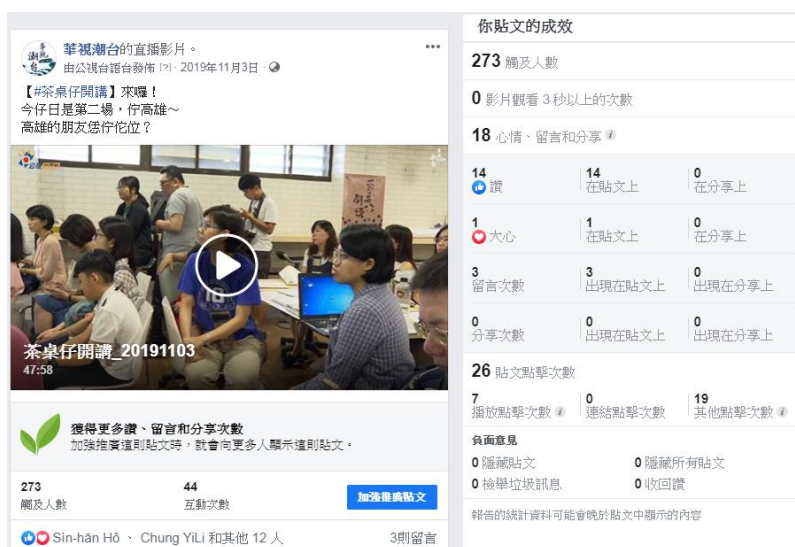 華視潮台的直播影片。
由公視台語台發佈 [?] · 2019年11月3日 ·
【#茶桌仔開講】來囉！
今仔日是第二場，佇高雄～
高雄的朋友恁佇佗位？
茶桌仔開講_20191103
47:58
獲得更多讚、留言和分享次數
加強推廣這則貼文時，就會向更多人顯示這則貼文。
273
觸及人數
44
互動次數
加強推廣貼文
Sin-hān Hô 、 Chung YiLi 和其他 12 人
3則留言
你貼文的成效
273 觸及人數
0 影片觀看 3 秒以上的次數
18 心情、留言和分享
14
讚
14
在貼文上
0
在分享上
1
大心
1
在貼文上
0
在分享上
3
留言次數
3
出現在貼文上
0
出現在分享上
0
分享次數
0
出現在貼文上
0
出現在分享上
26 貼文點擊次數
7
播放點擊次數
0
連結點擊次數
19
其他點擊次數
負面意見
0 隱藏貼文
0 隱藏所有貼文
0 檢舉垃圾訊息
0 收回讚
報告的統計資料可能會晚於貼文中顯示的內容